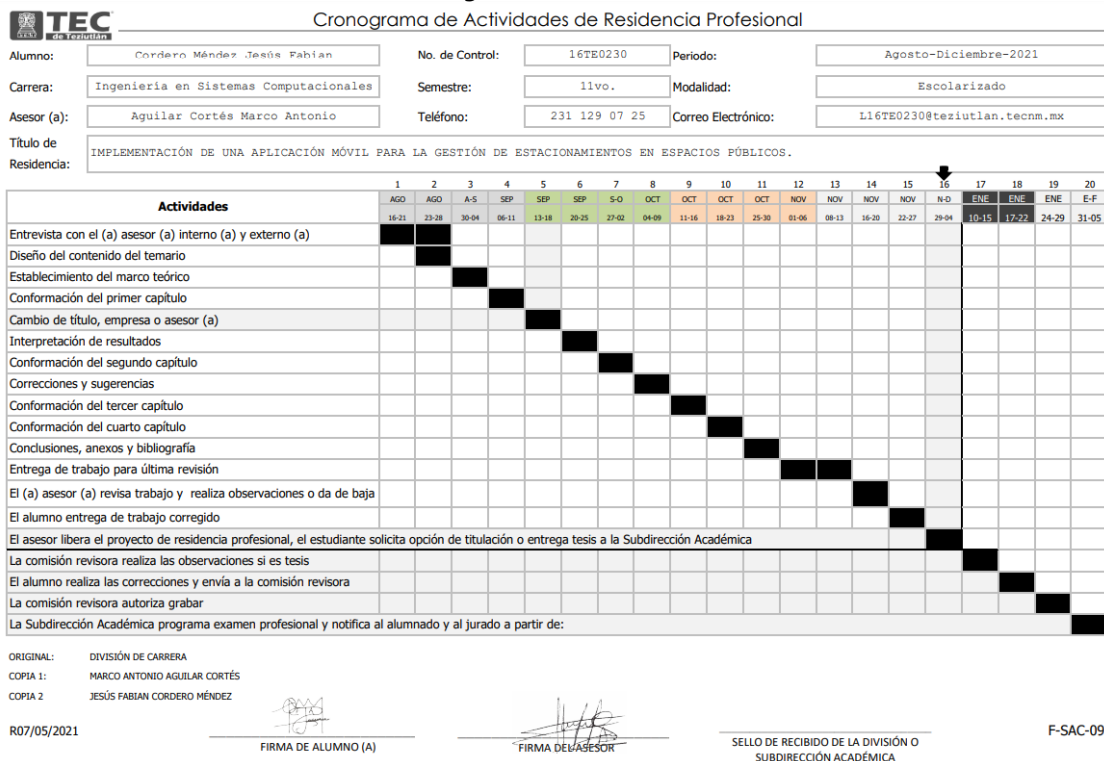 TEC
de Teziutlán
Cronograma de Actividades de Residencia Profesional
Alumno: Cordero Méndez Jesús Fabian No. de Control: 16TE0230 Periodo: Agosto-Diciembre-2021
Carrera: Ingeniería en Sistemas Computacionales Semestre: 11vo. Modalidad: Escolarizado
Asesor (a): Aguilar Cortés Marco Antonio Teléfono: 231 129 07 25 Correo Electrónico: L16TE0230@teziutlan.tecnm.mx
Título de Residencia: IMPLEMENTACIÓN DE UNA APLICACIÓN MÓVIL PARA LA GESTIÓN DE ESTACIONAMIENTOS EN ESPACIOS PÚBLICOS.
1 2 3 4 5 6 7 8 9 10 11 12 13 14 15 16 17 18 19 20
Actividades AGO AGO A-S SEP SEP SEP S-O OCT OCT OCT OCT NOV NOV NOV NOV N-D ENE ENE ENE E-F
16-21 23-28 30-04 06-11 13-18 20-25 27-02 04-09 11-16 18-23 25-30 01-06 08-13 16-20 22-27 29-04 10-15 17-22 24-29 31-05
Entrevista con el (a) asesor (a) interno (a) y externo (a)
Diseño del contenido del temario
Establecimiento del marco teórico
Conformación del primer capítulo
Cambio de título, empresa o asesor (a)
Interpretación de resultados
Conformación del segundo capítulo
Correcciones y sugerencias
Conformación del tercer capítulo
Conformación del cuarto capítulo
Conclusiones, anexos y bibliografía
Entrega de trabajo para última revisión
El (a) asesor (a) revisa trabajo y realiza observaciones o da de baja
El alumno entrega de trabajo corregido
El asesor libera el proyecto de residencia profesional, el estudiante solicita opción de titulación o entrega tesis a la Subdirección Académica
La comisión revisora realiza las observaciones si es tesis
El alumno realiza las correcciones y envía a la comisión revisora
La comisión revisora autoriza grabar
La Subdirección Académica programa examen profesional y notifica al alumnado y al jurado a partir de:
ORIGINAL: DIVISIÓN DE CARRERA
COPIA 1: MARCO ANTONIO AGUILAR CORTÉS
COPIA 2 JESÚS FABIAN CORDERO MÉNDEZ
R07/05/2021
FIRMA DE ALUMNO (A)
FIRMA DEL ASESOR
SELLO DE RECIBIDO DE LA DIVISIÓN O
SUBDIRECCIÓN ACADÉMICA
F-SAC-09